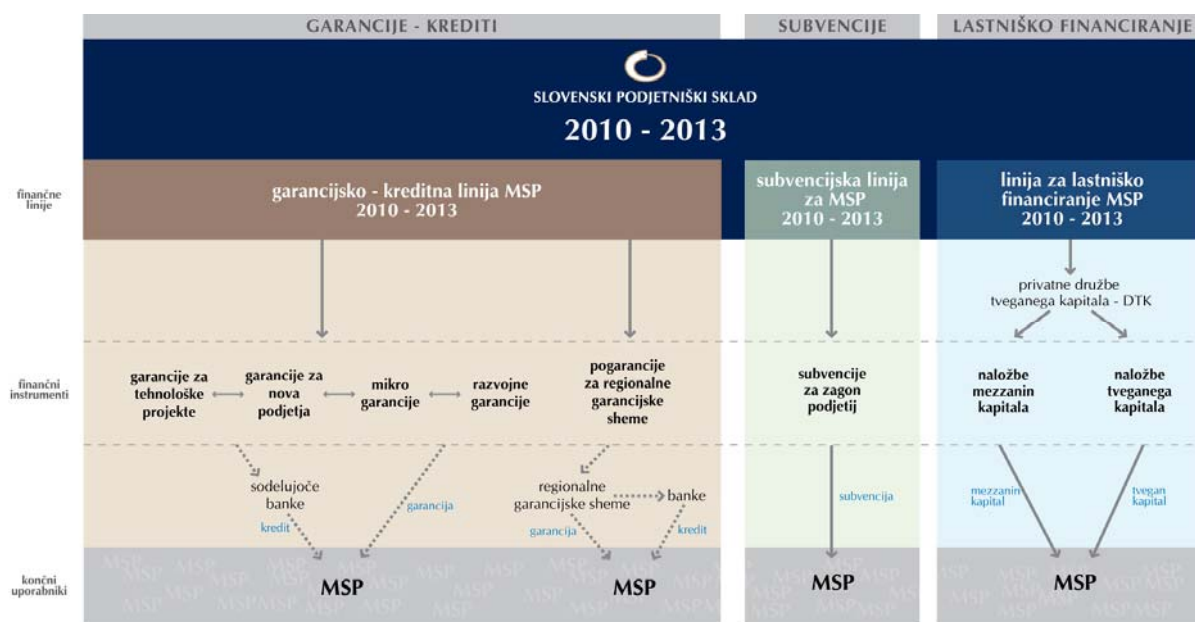 GARANCIJE - KREDITI
SUBVENCIJE
LASTNIŠKO FINANCIRANJE
SLOVENSKI PODJETNIŠKI SKLAD
2010 - 2013
finančne
linije
garancijsko - kreditna linija MSP
2010 - 2013
subvencijska linija
za MSP
2010 - 2013
linija za lastniško
financiranje MSP
2010 - 2013
privatne družbe
tveganega kapitala - DTK
finančni
instrumenti
garancije za
tehnološke
projekte
garancije za
nova
podjetja
mikro
garancije
razvojne
garancije
pogarancije
za regionalne
garancijske
sheme
subvencije
za zagon
podjetij
naložbe
mezzanin
kapitala
naložbe
tveganega
kapitala
sodelujoče
banke
kredit
garancija
regionalne
garancijske sheme
banke
garancija
kredit
subvencija
mezzanin
kapital
tvegan
kapital
končni
uporabniki
MSP
MSP
MSP
MSP